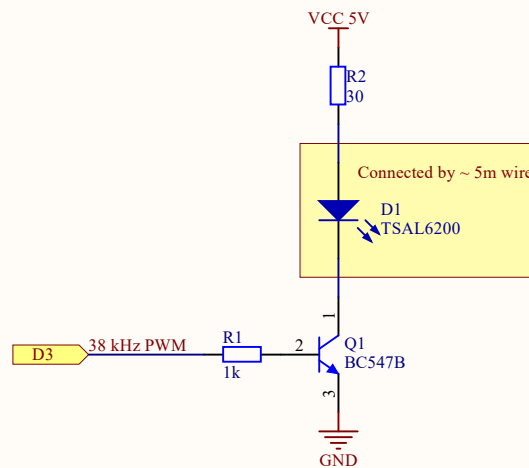 VCC 5V
R2
30
Connected by ~ 5m wire
D1
TSAL6200
1
D3
38 kHz PWM
R1
1k
2
Q1
BC547B
3
GND